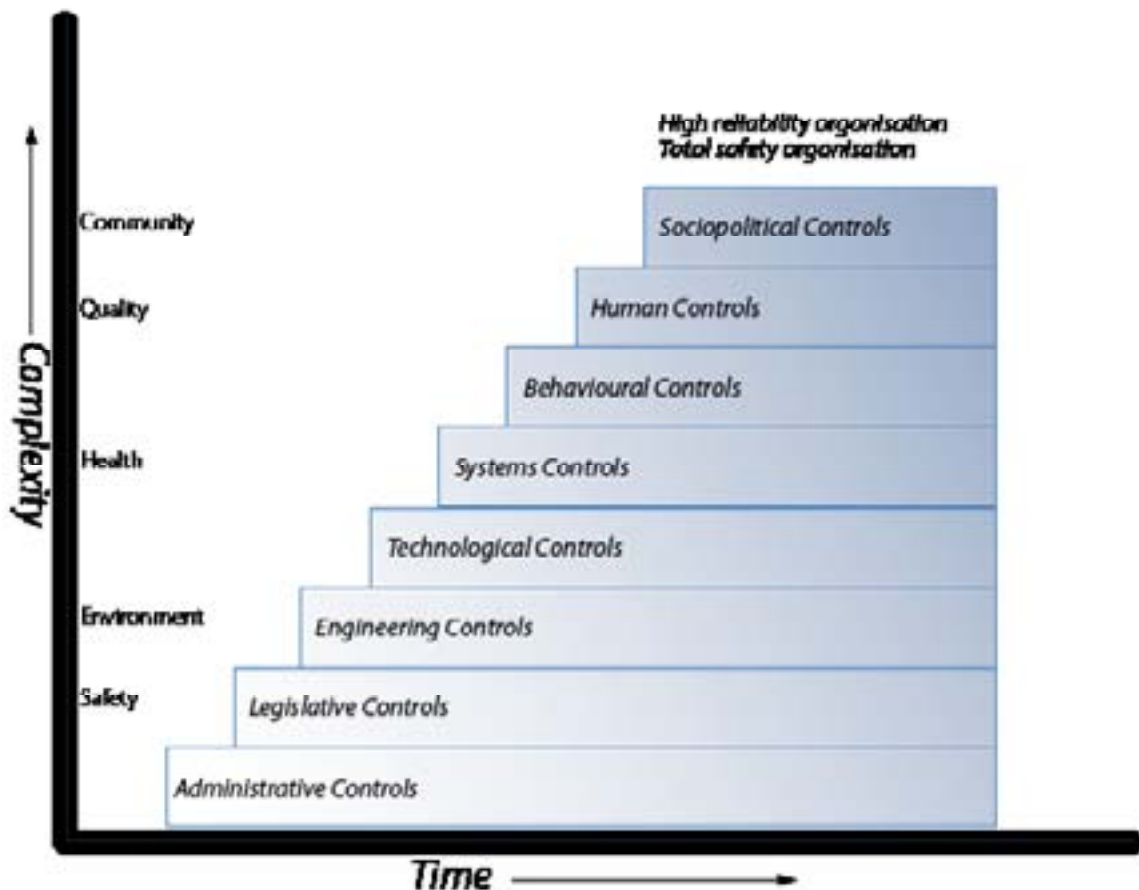 High reliability organisation
Total safety organisation
Community
Sociopolitical Controls
Quality
Human Controls
Behavioural Controls
Health
Systems Controls
Technological Controls
Environment
Engineering Controls
Safety
Legislative Controls
Administrative Controls
Complexity
Time